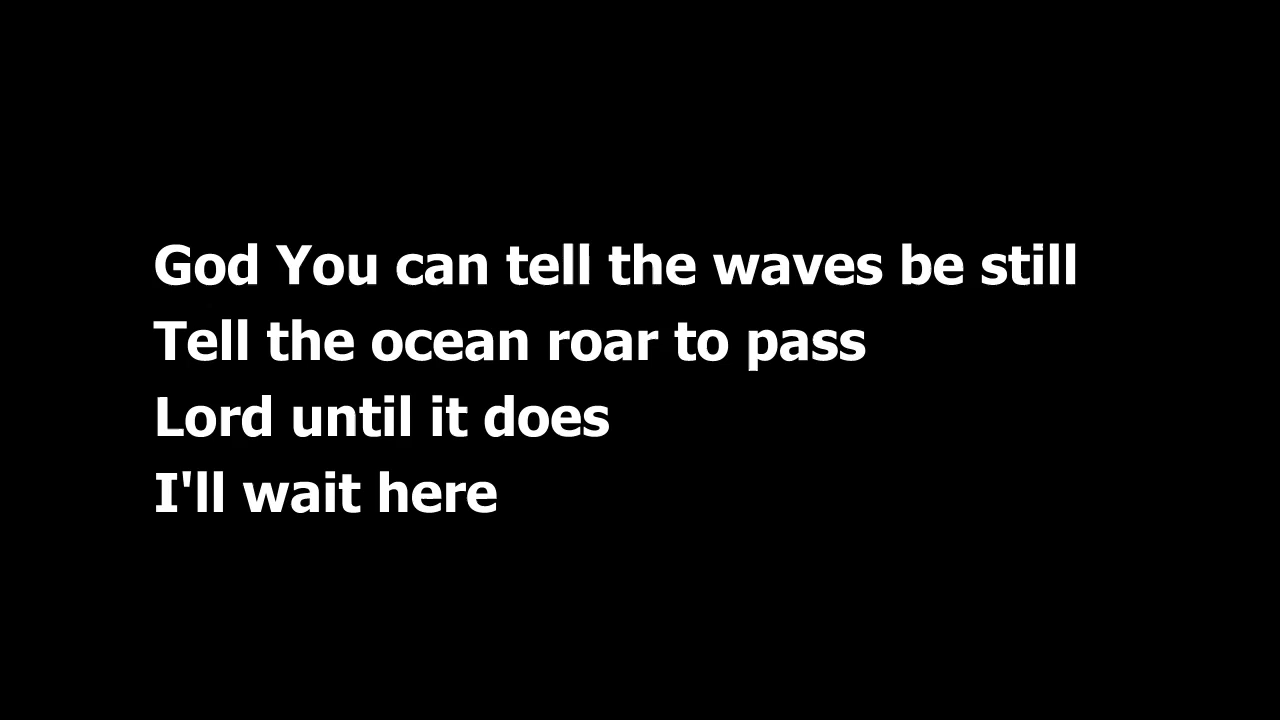 God You can tell the waves be still
Tell the ocean roar to pass
Lord until it does
I'll wait here